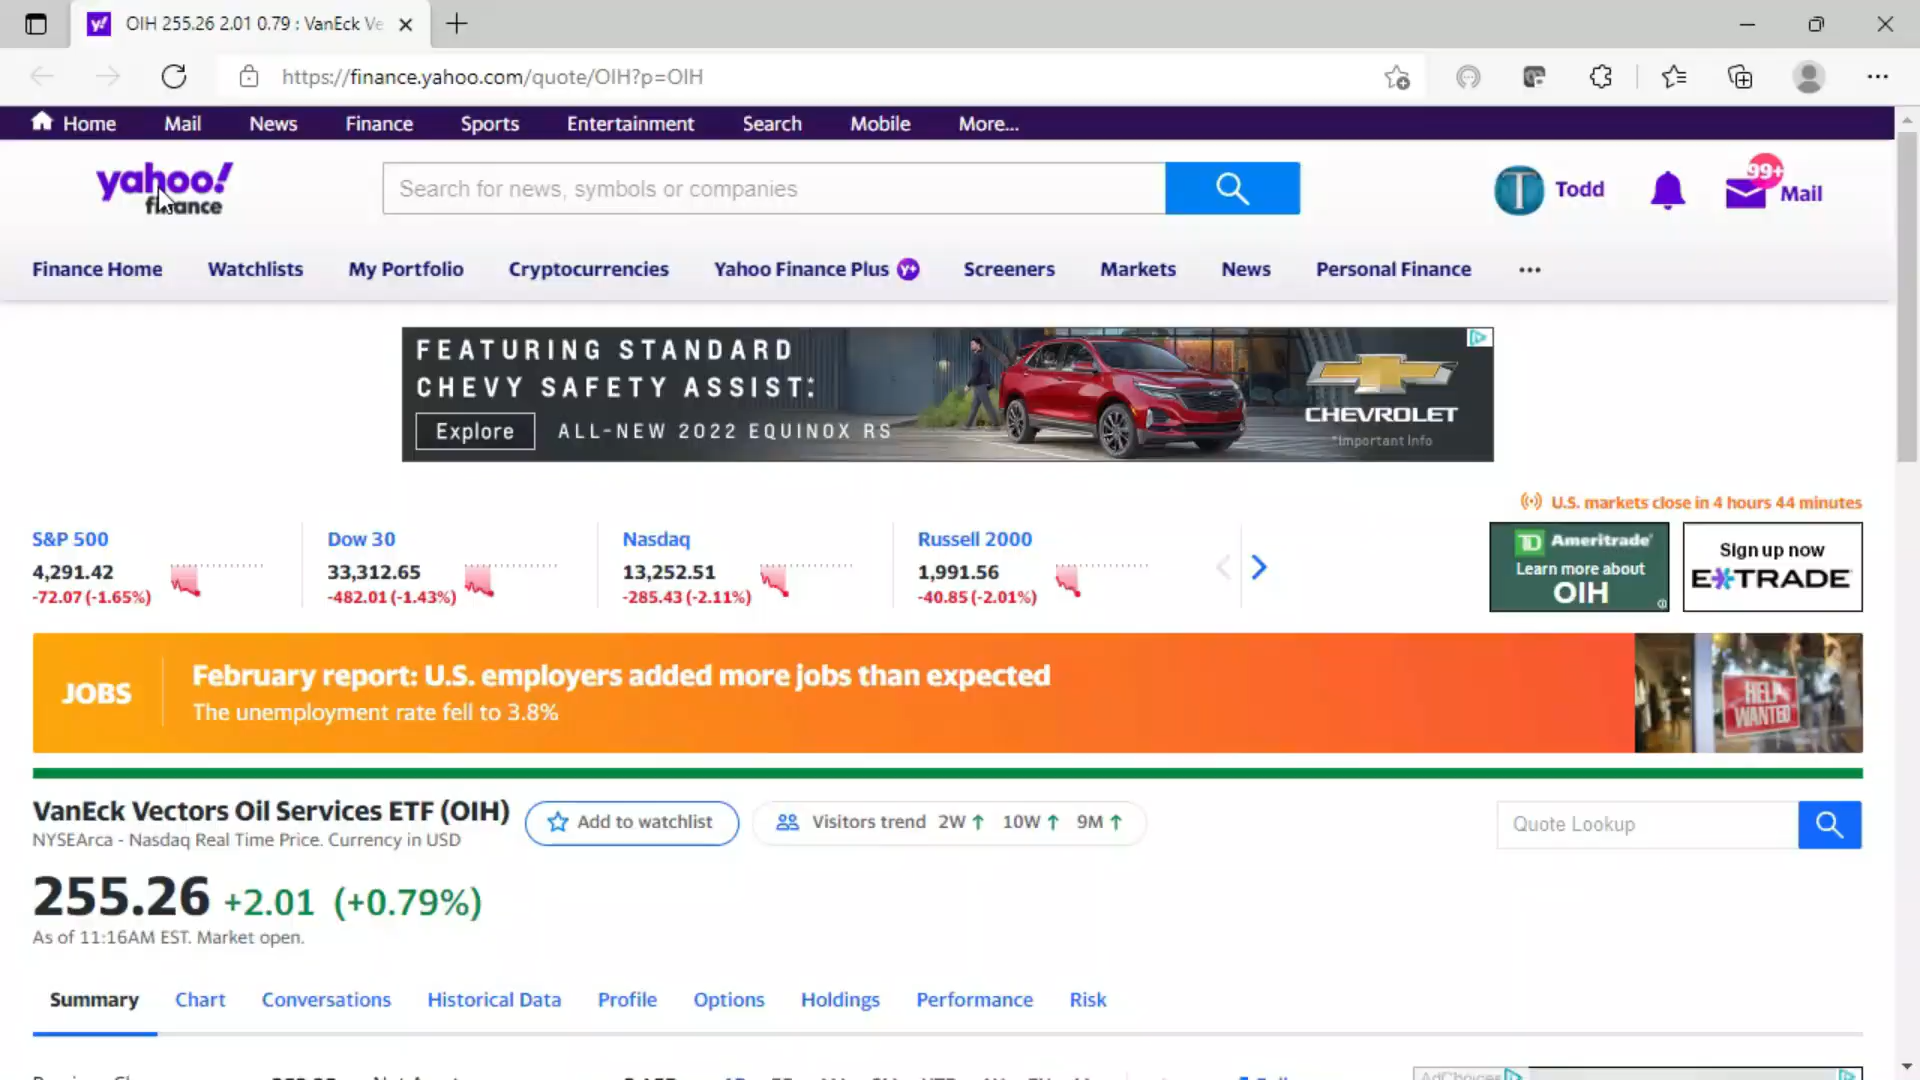 OIH 255.26 2.01 0.79 : VanEck Ve
https://finance.yahoo.com/quote/OIH?p=OIH
Home Mail News Finance Sports Entertainment Search Mobile More...
yahoo!
finance
Search for news, symbols or companies
Todd
99+
Mail
Finance Home Watchlists My Portfolio Cryptocurrencies Yahoo Finance Plus Y+ Screeners Markets News Personal Finance
FEATURING STANDARD
CHEVY SAFETY ASSIST:*
Explore ALL-NEW 2022 EQUINOX RS
CHEVROLET
*Important Info
U.S. markets close in 4 hours 44 minutes
S&P 500
4,291.42
-72.07 (-1.65%)
Dow 30
33,312.65
-482.01 (-1.43%)
Nasdaq
13,252.51
-285.43 (-2.11%)
Russell 2000
1,991.56
-40.85 (-2.01%)
TD Ameritrade
Learn more about
OIH
Sign up now
E*TRADE
JOBS
February report: U.S. employers added more jobs than expected
The unemployment rate fell to 3.8%
HELP
WANTED
VanEck Vectors Oil Services ETF (OIH)
NYSEArca - Nasdaq Real Time Price. Currency in USD
Add to watchlist
Visitors trend 2W ↑ 10W ↑ 9M ↑
Quote Lookup
255.26 +2.01 (+0.79%)
As of 11:16AM EST. Market open.
Summary Chart Conversations Historical Data Profile Options Holdings Performance Risk
AdChoices